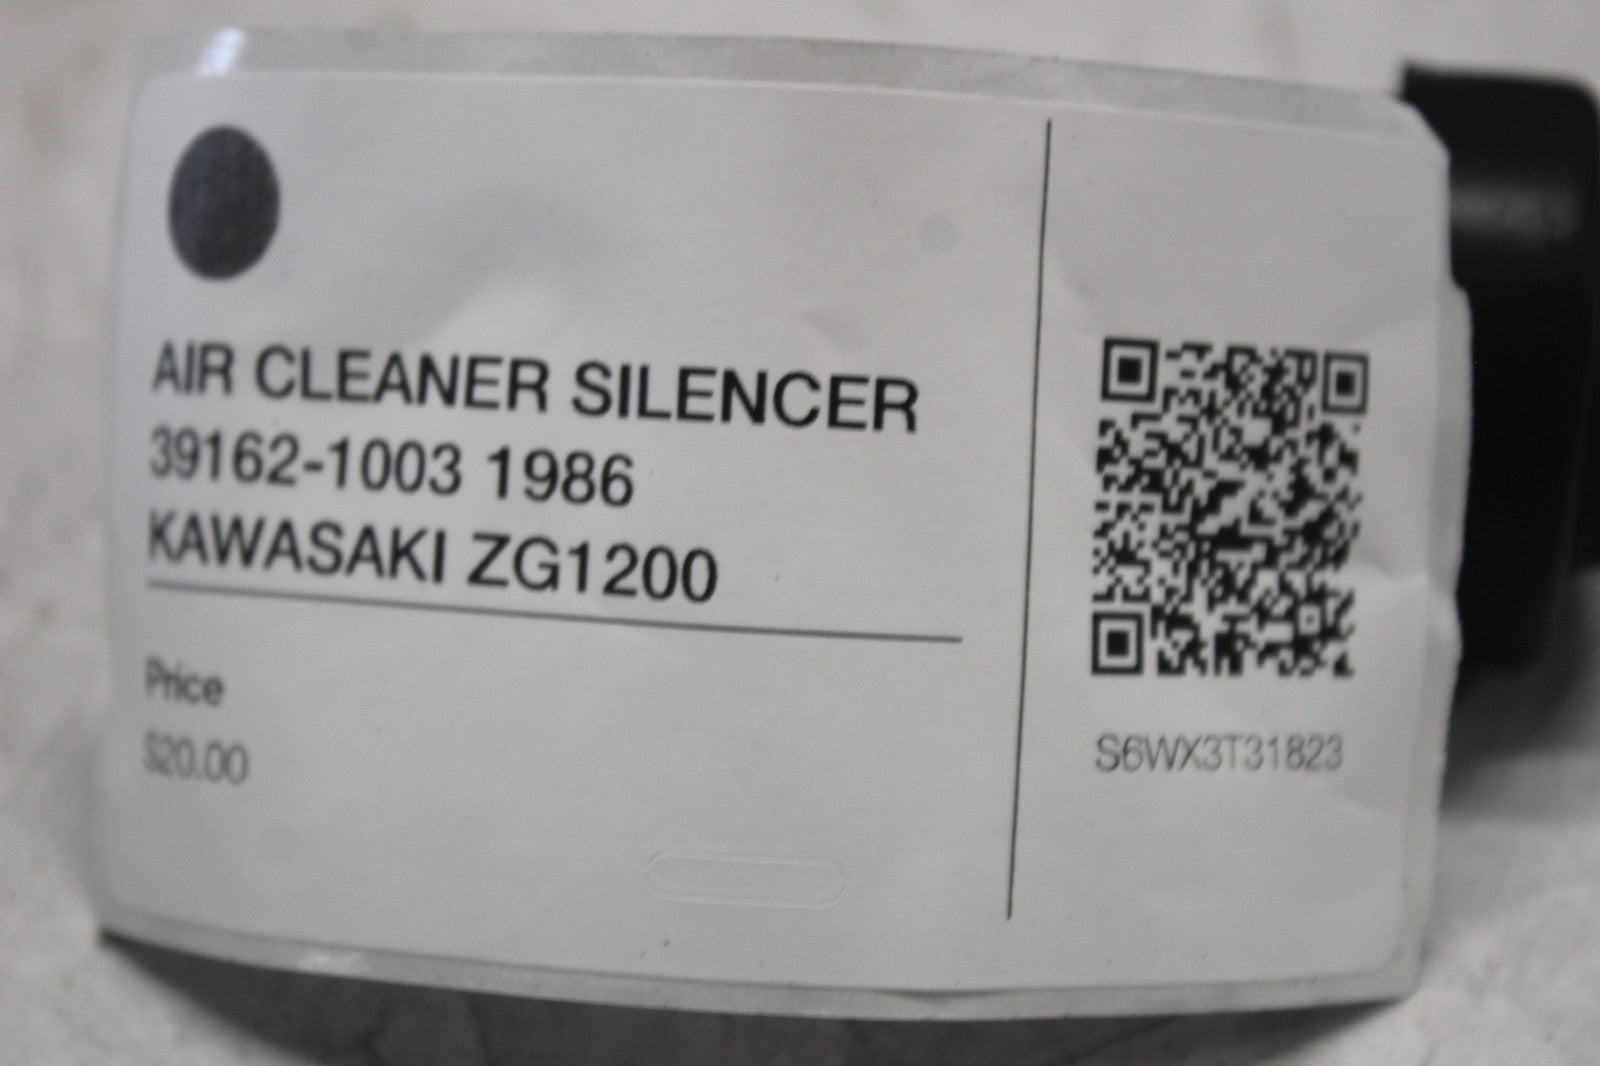 AIR CLEANER SILENCER
39162-1003 1986
KAWASAKI ZG1200
Price
$20.00
S6WX3T31823